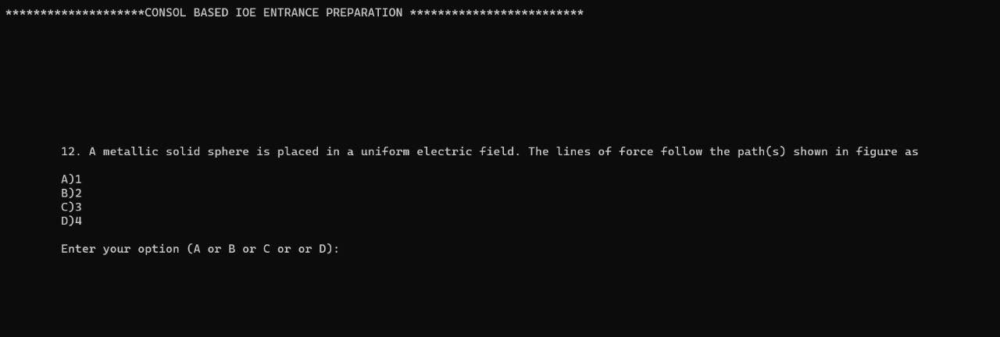 ********************CONSOL BASED IOE ENTRANCE PREPARATION *************************
12. A metallic solid sphere is placed in a uniform electric field. The lines of force follow the path(s) shown in figure as
A)1
B)2
C)3
D)4
Enter your option (A or B or C or or D):